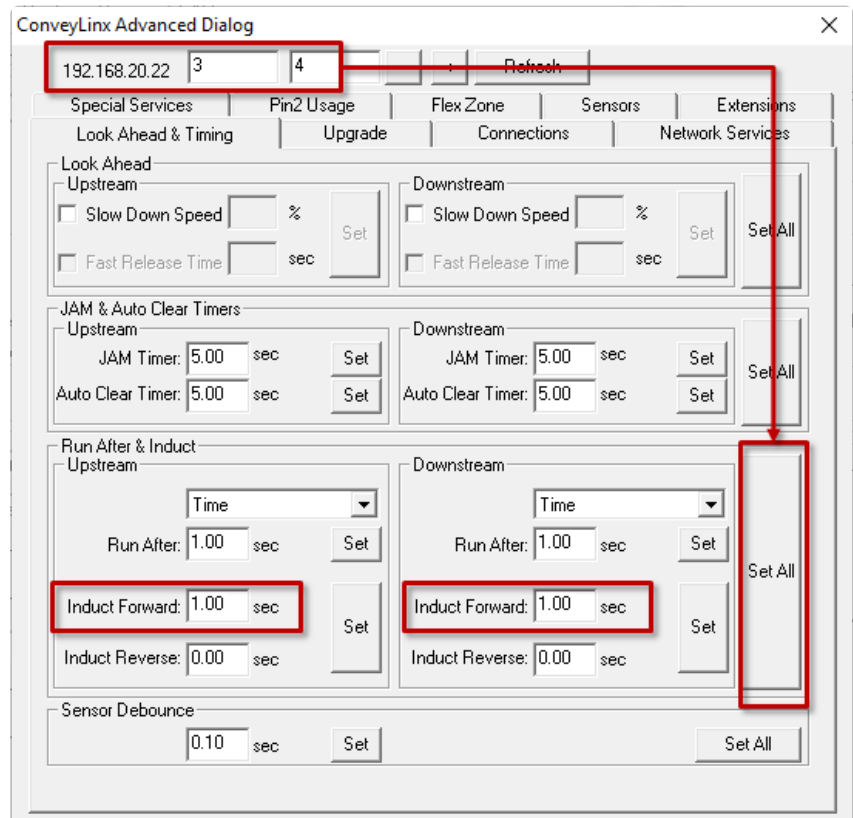 ConveyLinx Advanced Dialog
192.168.20.22 3 4 + Refresh
Special Services Pin2 Usage Flex Zone Sensors Extensions
Look Ahead & Timing Upgrade Connections Network Services
Look Ahead
Upstream Downstream
Slow Down Speed % Set Slow Down Speed % Set Set All
Fast Release Time sec Fast Release Time sec
JAM & Auto Clear Timers
Upstream Downstream
JAM Timer: 5.00 sec Set JAM Timer: 5.00 sec Set Set All
Auto Clear Timer: 5.00 sec Set Auto Clear Timer: 5.00 sec Set
Run After & Induct
Upstream Downstream
Time Time
Run After: 1.00 sec Set Run After: 1.00 sec Set Set All
Induct Forward: 1.00 sec Set Induct Forward: 1.00 sec Set
Induct Reverse: 0.00 sec Induct Reverse: 0.00 sec
Sensor Debounce
0.10 sec Set Set All